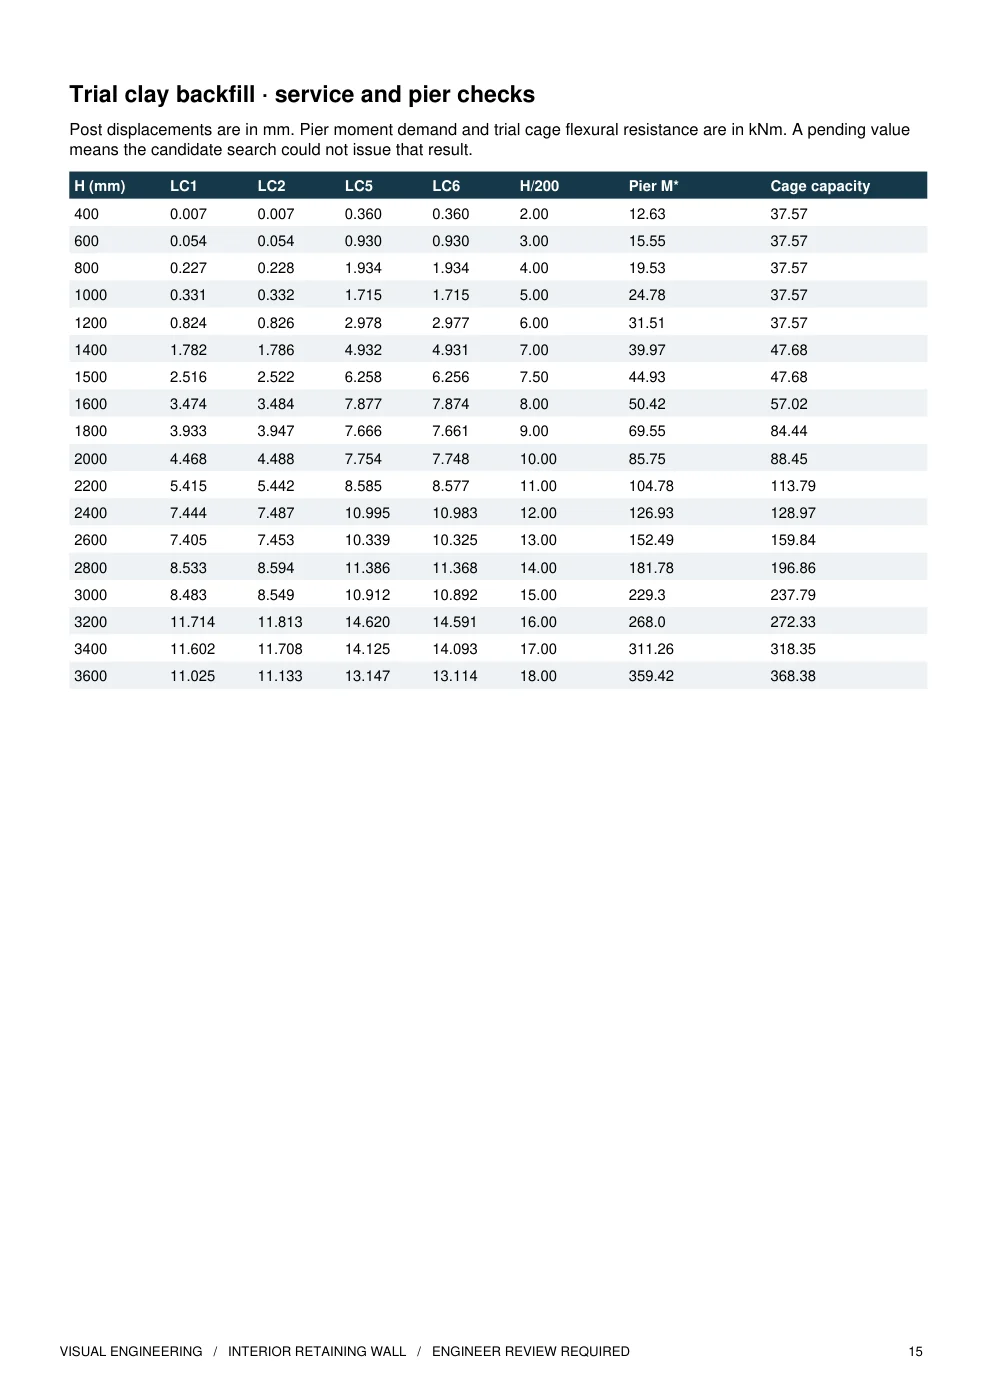 Trial clay backfill · service and pier checks
Post displacements are in mm. Pier moment demand and trial cage flexural resistance are in kNm. A pending value
means the candidate search could not issue that result.
H (mm) LC1 LC2 LC5 LC6 H/200 Pier M* Cage capacity
400 0.007 0.007 0.360 0.360 2.00 12.63 37.57
600 0.054 0.054 0.930 0.930 3.00 15.55 37.57
800 0.227 0.228 1.934 1.934 4.00 19.53 37.57
1000 0.331 0.332 1.715 1.715 5.00 24.78 37.57
1200 0.824 0.826 2.978 2.977 6.00 31.51 37.57
1400 1.782 1.786 4.932 4.931 7.00 39.97 47.68
1500 2.516 2.522 6.258 6.256 7.50 44.93 47.68
1600 3.474 3.484 7.877 7.874 8.00 50.42 57.02
1800 3.933 3.947 7.666 7.661 9.00 69.55 84.44
2000 4.468 4.488 7.754 7.748 10.00 85.75 88.45
2200 5.415 5.442 8.585 8.577 11.00 104.78 113.79
2400 7.444 7.487 10.995 10.983 12.00 126.93 128.97
2600 7.405 7.453 10.339 10.325 13.00 152.49 159.84
2800 8.533 8.594 11.386 11.368 14.00 181.78 196.86
3000 8.483 8.549 10.912 10.892 15.00 229.3 237.79
3200 11.714 11.813 14.620 14.591 16.00 268.0 272.33
3400 11.602 11.708 14.125 14.093 17.00 311.26 318.35
3600 11.025 11.133 13.147 13.114 18.00 359.42 368.38
VISUAL ENGINEERING / INTERIOR RETAINING WALL / ENGINEER REVIEW REQUIRED 15